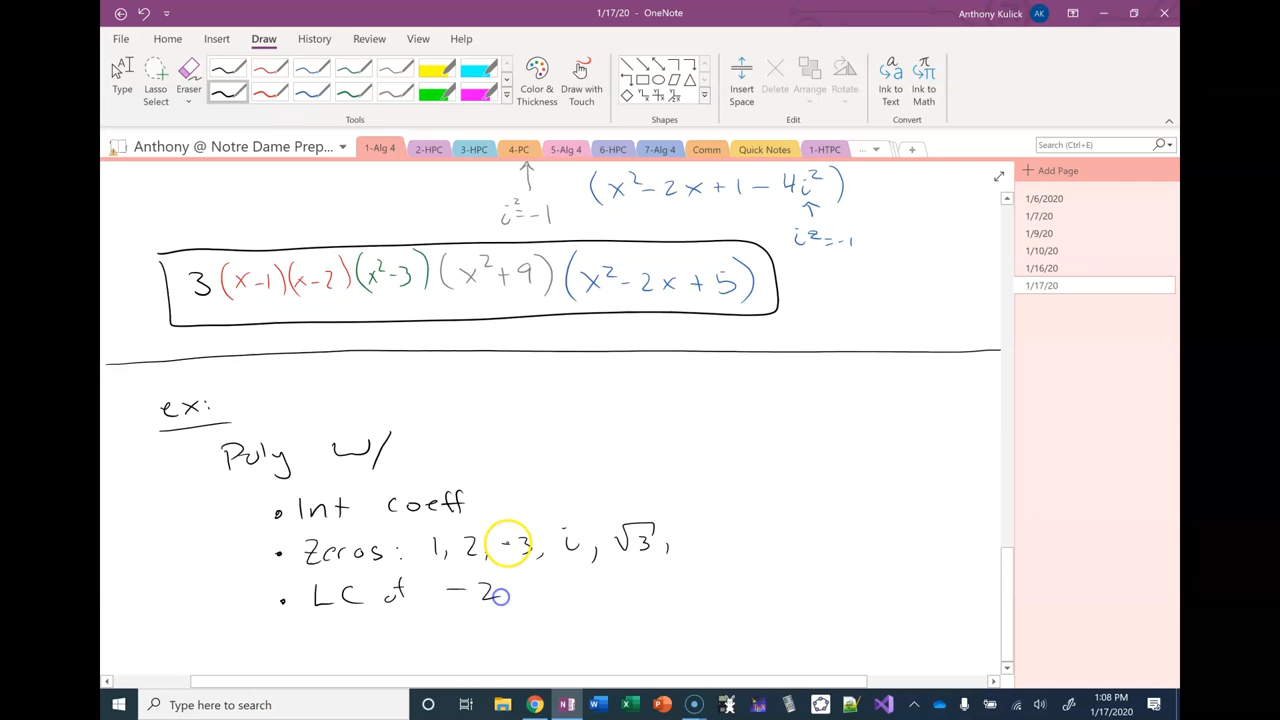 1/17/20 - OneNote
Anthony Kulick AK
File Home Insert Draw History Review View Help
Type
Lasso Select
Eraser
Color & Thickness
Draw with Touch
Insert Space
Delete
Arrange
Rotate
Ink to Text
Ink to Math
Tools
Shapes
Edit
Convert
Anthony @ Notre Dame Prep... 1-Alg 4 2-HPC 3-HPC 4-PC 5-Alg 4 6-HPC 7-Alg 4 Comm Quick Notes 1-HTPC ... +
Search (Ctrl+E)
+ Add Page
1/6/2020
1/7/20
1/9/20
1/10/20
1/16/20
1/17/20
(x² - 2x + 1 - 4i²)
i² = -1
i² = -1
3 (x-1)(x-2)(x²-3)(x²+9)(x²-2x+5)
ex:
Poly w/
• Int coeff
• Zeros: 1, 2, -3, i, √3,
• LC of -2
Type here to search
1:08 PM
1/17/2020